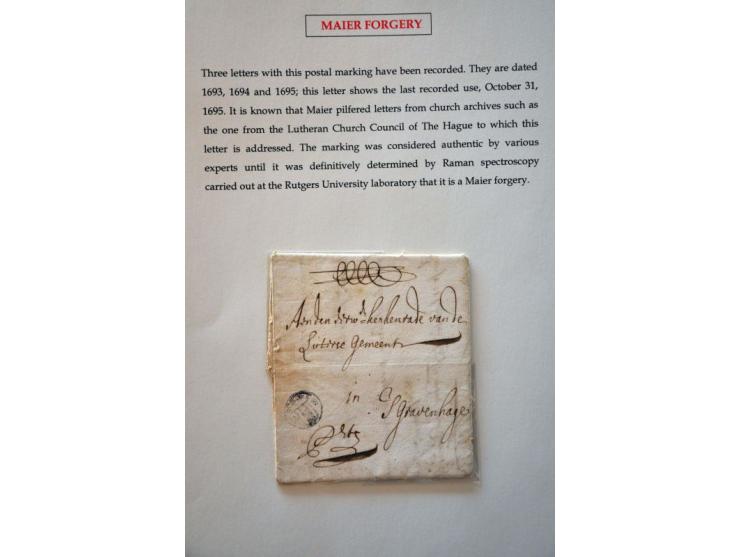 MAIER FORGERY
Three letters with this postal marking have been recorded. They are dated
1693, 1694 and 1695; this letter shows the last recorded use, October 31,
1695. It is known that Maier pilfered letters from church archives such as
the one from the Lutheran Church Council of The Hague to which this
letter is addressed. The marking was considered authentic by various
experts until it was definitively determined by Raman spectroscopy
carried out at the Rutgers University laboratory that it is a Maier forgery.
kerkenrade van de
Luterse Gemeente
in
S Gravenhage